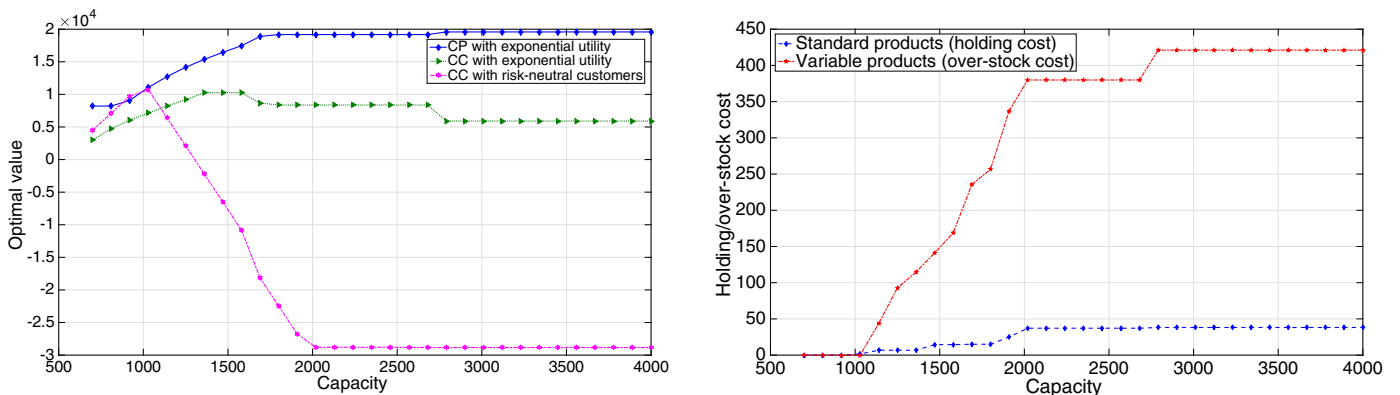 ×10⁴
2
1.5
1
0.5
0
-0.5
-1
-1.5
-2
-2.5
-3
Optimal value
CP with exponential utility
CC with exponential utility
CC with risk-neutral customers
500 1000 1500 2000 2500 3000 3500 4000
Capacity
450
400
350
300
250
200
150
100
50
0
Holding/over-stock cost
Standard products (holding cost)
Variable products (over-stock cost)
500 1000 1500 2000 2500 3000 3500 4000
Capacity